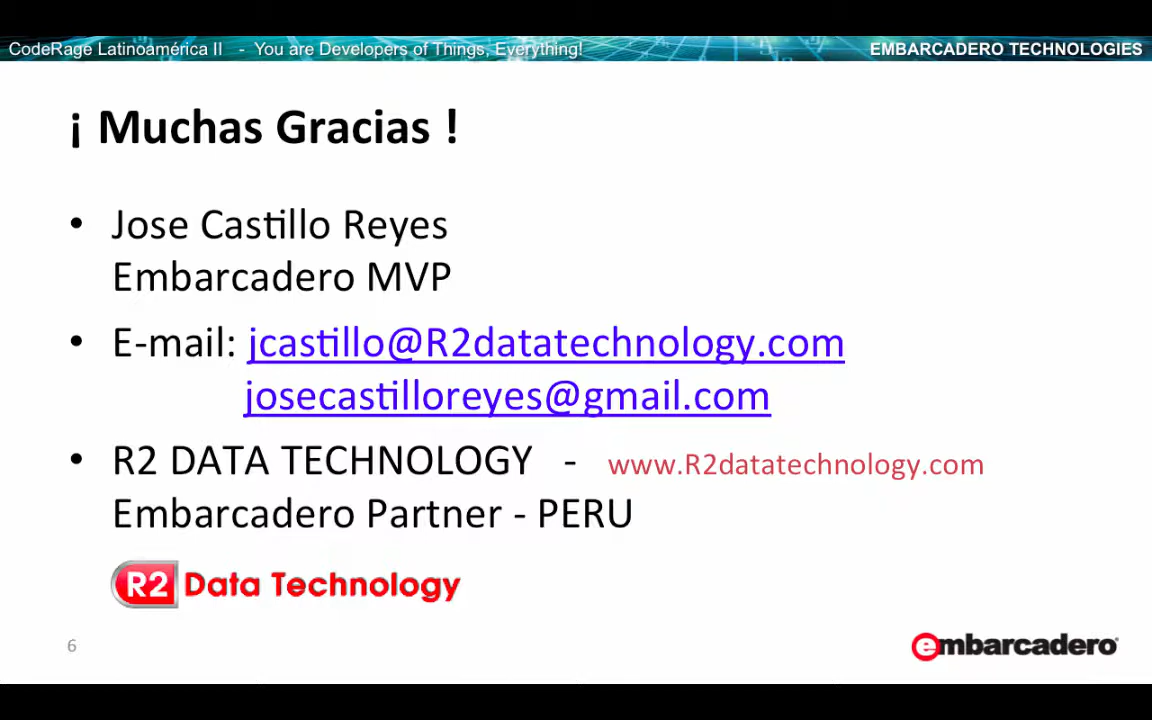 CodeRage Latinoamérica II - You are Developers of Things, Everything! EMBARCADERO TECHNOLOGIES
¡ Muchas Gracias !
• Jose Castillo Reyes
Embarcadero MVP
• E-mail: jcastillo@R2datatechnology.com
josecastilloreyes@gmail.com
• R2 DATA TECHNOLOGY - www.R2datatechnology.com
Embarcadero Partner - PERU
R2 Data Technology
6 embarcadero®